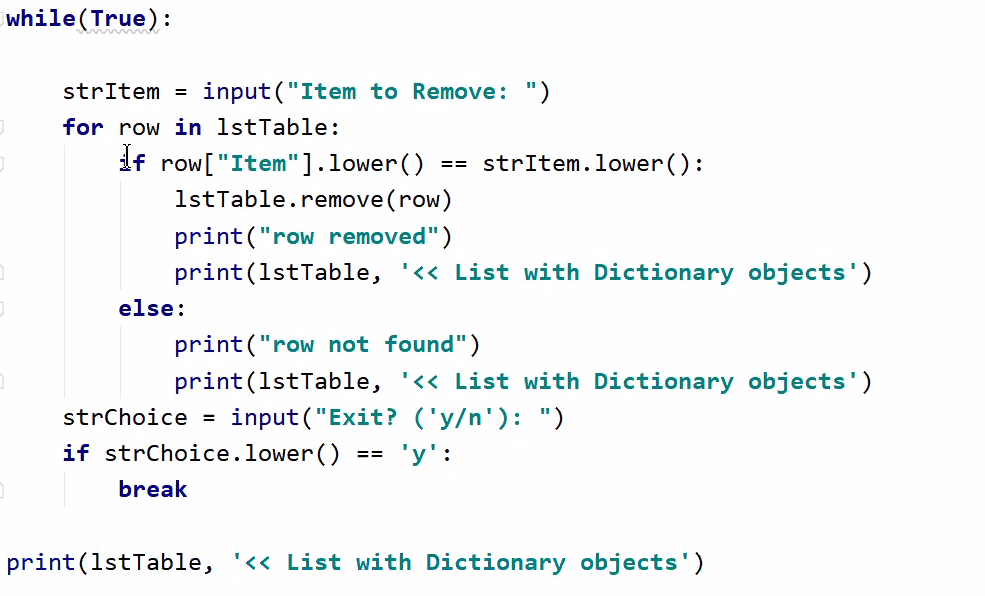 while(True):
    strItem = input("Item to Remove: ")
    for row in lstTable:
        if row["Item"].lower() == strItem.lower():
            lstTable.remove(row)
            print("row removed")
            print(lstTable, '<< List with Dictionary objects')
        else:
            print("row not found")
            print(lstTable, '<< List with Dictionary objects')
    strChoice = input("Exit? ('y/n'): ")
    if strChoice.lower() == 'y':
        break
print(lstTable, '<< List with Dictionary objects')